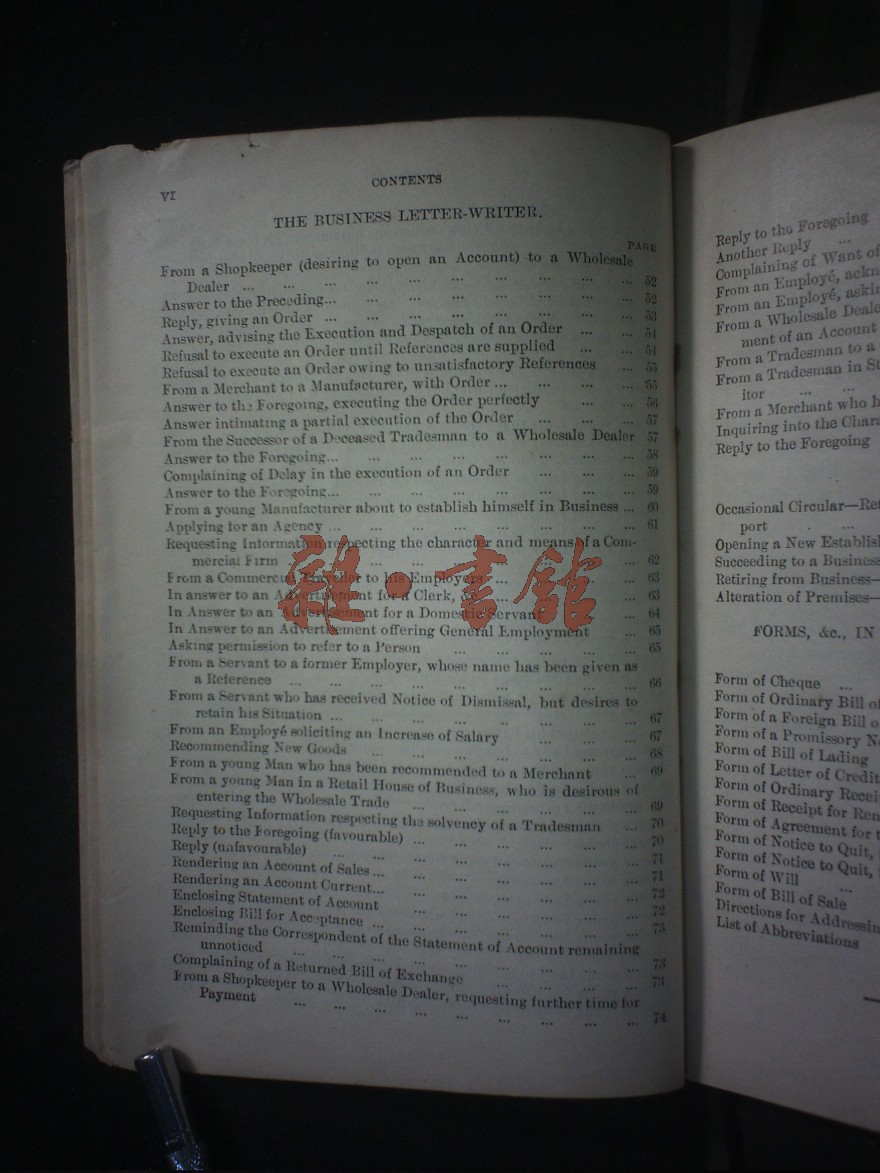 VI
CONTENTS
THE BUSINESS LETTER-WRITER.
PAGE
From a Shopkeeper (desiring to open an Account) to a Wholesale
Dealer ... ... ... ... ... ... ... ... ... ... 52
Answer to the Preceding... ... ... ... ... ... ... ... 52
Reply, giving an Order ... ... ... ... ... ... ... ... 53
Answer, advising the Execution and Despatch of an Order ... ... 54
Refusal to execute an Order until References are supplied ... ... 54
Refusal to execute an Order owing to unsatisfactory References ... 55
From a Merchant to a Manufacturer, with Order ... ... ... ... 55
Answer to the Foregoing, executing the Order perfectly ... ... 56
Answer intimating a partial execution of the Order ... ... ... 57
From the Successor of a Deceased Tradesman to a Wholesale Dealer 57
Answer to the Foregoing... ... ... ... ... ... ... ... 58
Complaining of Delay in the execution of an Order ... ... ... 59
Answer to the Foregoing... ... ... ... ... ... ... ... 59
From a young Manufacturer about to establish himself in Business ... 60
Applying for an Agency ... ... ... ... ... ... ... ... 61
Requesting Information respecting the character and means of a Com-
mercial Firm ... ... ... ... ... ... ... ... ... 62
From a Commercial Traveller to his Employers ... ... ... ... 63
In answer to an Advertisement for a Clerk, ... ... ... ... 63
In Answer to an Advertisement for a Domestic Servant ... ... 64
In Answer to an Advertisement offering General Employment ... 65
Asking permission to refer to a Person ... ... ... ... ... 65
From a Servant to a former Employer, whose name has been given as
a Reference ... ... ... ... ... ... ... ... ... 66
From a Servant who has received Notice of Dismissal, but desires to
retain his Situation ... ... ... ... ... ... ... ... 67
From an Employé soliciting an Increase of Salary ... ... ... 67
Recommending New Goods ... ... ... ... ... ... ... 68
From a young Man who has been recommended to a Merchant ... 69
From a young Man in a Retail House of Business, who is desirous of
entering the Wholesale Trade ... ... ... ... ... ... 69
Requesting Information respecting the solvency of a Tradesman ... 70
Reply to the Foregoing (favourable) ... ... ... ... ... ... 70
Reply (unfavourable) ... ... ... ... ... ... ... ... 71
Rendering an Account of Sales... ... ... ... ... ... ... 71
Rendering an Account Current... ... ... ... ... ... ... 72
Enclosing Statement of Account ... ... ... ... ... ... 72
Enclosing Bill for Acceptance ... ... ... ... ... ... ... 73
Reminding the Correspondent of the Statement of Account remaining
unnoticed ... ... ... ... ... ... ... ... ... 73
Complaining of a Returned Bill of Exchange ... ... ... ... 73
From a Shopkeeper to a Wholesale Dealer, requesting further time for
Payment ... ... ... ... ... ... ... ... ... 74
雜·書館
Reply to the Foregoing
Another Reply ...
Complaining of Want of
From an Employé, ackn
From an Employé, askin
From a Wholesale Deale
ment of an Account
From a Tradesman to a
From a Tradesman in St
itor ... ...
From a Merchant who h
Inquiring into the Chara
Reply to the Foregoing
Occasional Circular—Ret
port ...
Opening a New Establis
Succeeding to a Business
Retiring from Business—
Alteration of Premises—
FORMS, &c., IN
Form of Cheque ...
Form of Ordinary Bill of
Form of a Foreign Bill o
Form of a Promissory No
Form of Bill of Lading
Form of Letter of Credit
Form of Ordinary Recei
Form of Receipt for Ren
Form of Agreement for t
Form of Notice to Quit,
Form of Notice to Quit,
Form of Will ...
Form of Bill of Sale
Directions for Addressin
List of Abbreviations